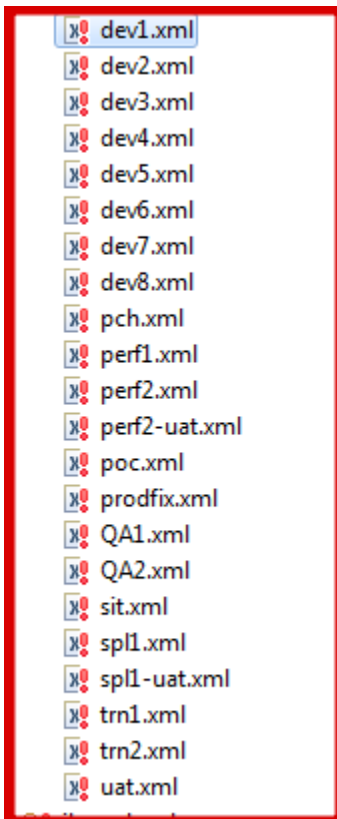 dev1.xml
dev2.xml
dev3.xml
dev4.xml
dev5.xml
dev6.xml
dev7.xml
dev8.xml
pch.xml
perf1.xml
perf2.xml
perf2-uat.xml
poc.xml
prodfix.xml
QA1.xml
QA2.xml
sit.xml
spl1.xml
spl1-uat.xml
trn1.xml
trn2.xml
uat.xml